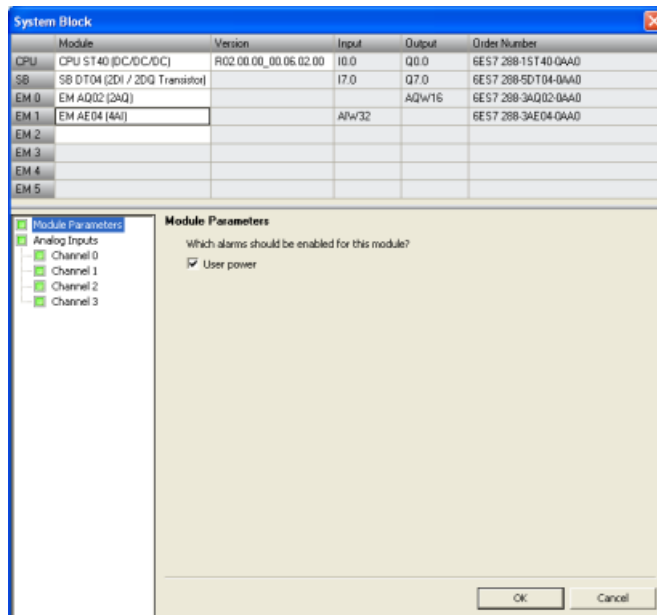 System Block
Module Version Input Output Order Number
CPU CPU ST40 (DC/DC/DC) R02.00.00_00.06.02.00 I0.0 Q0.0 6ES7 288-1ST40-0AA0
SB SB DT04 (2DI / 2DQ Transistor) I7.0 Q7.0 6ES7 288-5DT04-0AA0
EM 0 EM AQ02 (2AQ) AQW16 6ES7 288-3AQ02-0AA0
EM 1 EM AE04 (4AI) AIW32 6ES7 288-3AE04-0AA0
EM 2
EM 3
EM 4
EM 5
Module Parameters
Analog Inputs
Channel 0
Channel 1
Channel 2
Channel 3
Module Parameters
Which alarms should be enabled for this module?
User power
OK Cancel